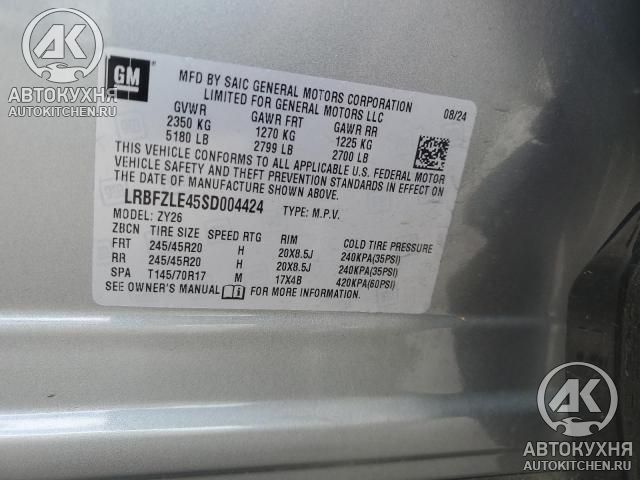 AK
АВТОКУХНЯ
AUTOKITCHEN.RU
GM
MFD BY SAIC GENERAL MOTORS CORPORATION
LIMITED FOR GENERAL MOTORS LLC
08/24
GVWR GAWR FRT GAWR RR
2350 KG 1270 KG 1225 KG
5180 LB 2799 LB 2700 LB
THIS VEHICLE CONFORMS TO ALL APPLICABLE U.S. FEDERAL MOTOR
VEHICLE SAFETY AND THEFT PREVENTION STANDARDS IN EFFECT ON
THE DATE OF MANUFACTURE SHOWN ABOVE.
LRBFZLE45SD004424 TYPE: M.P.V.
MODEL: ZY26
ZBCN TIRE SIZE SPEED RTG RIM COLD TIRE PRESSURE
FRT 245/45R20 H 20X8.5J 240KPA(35PSI)
RR 245/45R20 H 20X8.5J 240KPA(35PSI)
SPA T145/70R17 M 17X4B 420KPA(60PSI)
SEE OWNER'S MANUAL FOR MORE INFORMATION.
AK
АВТОКУХНЯ
AUTOKITCHEN.RU